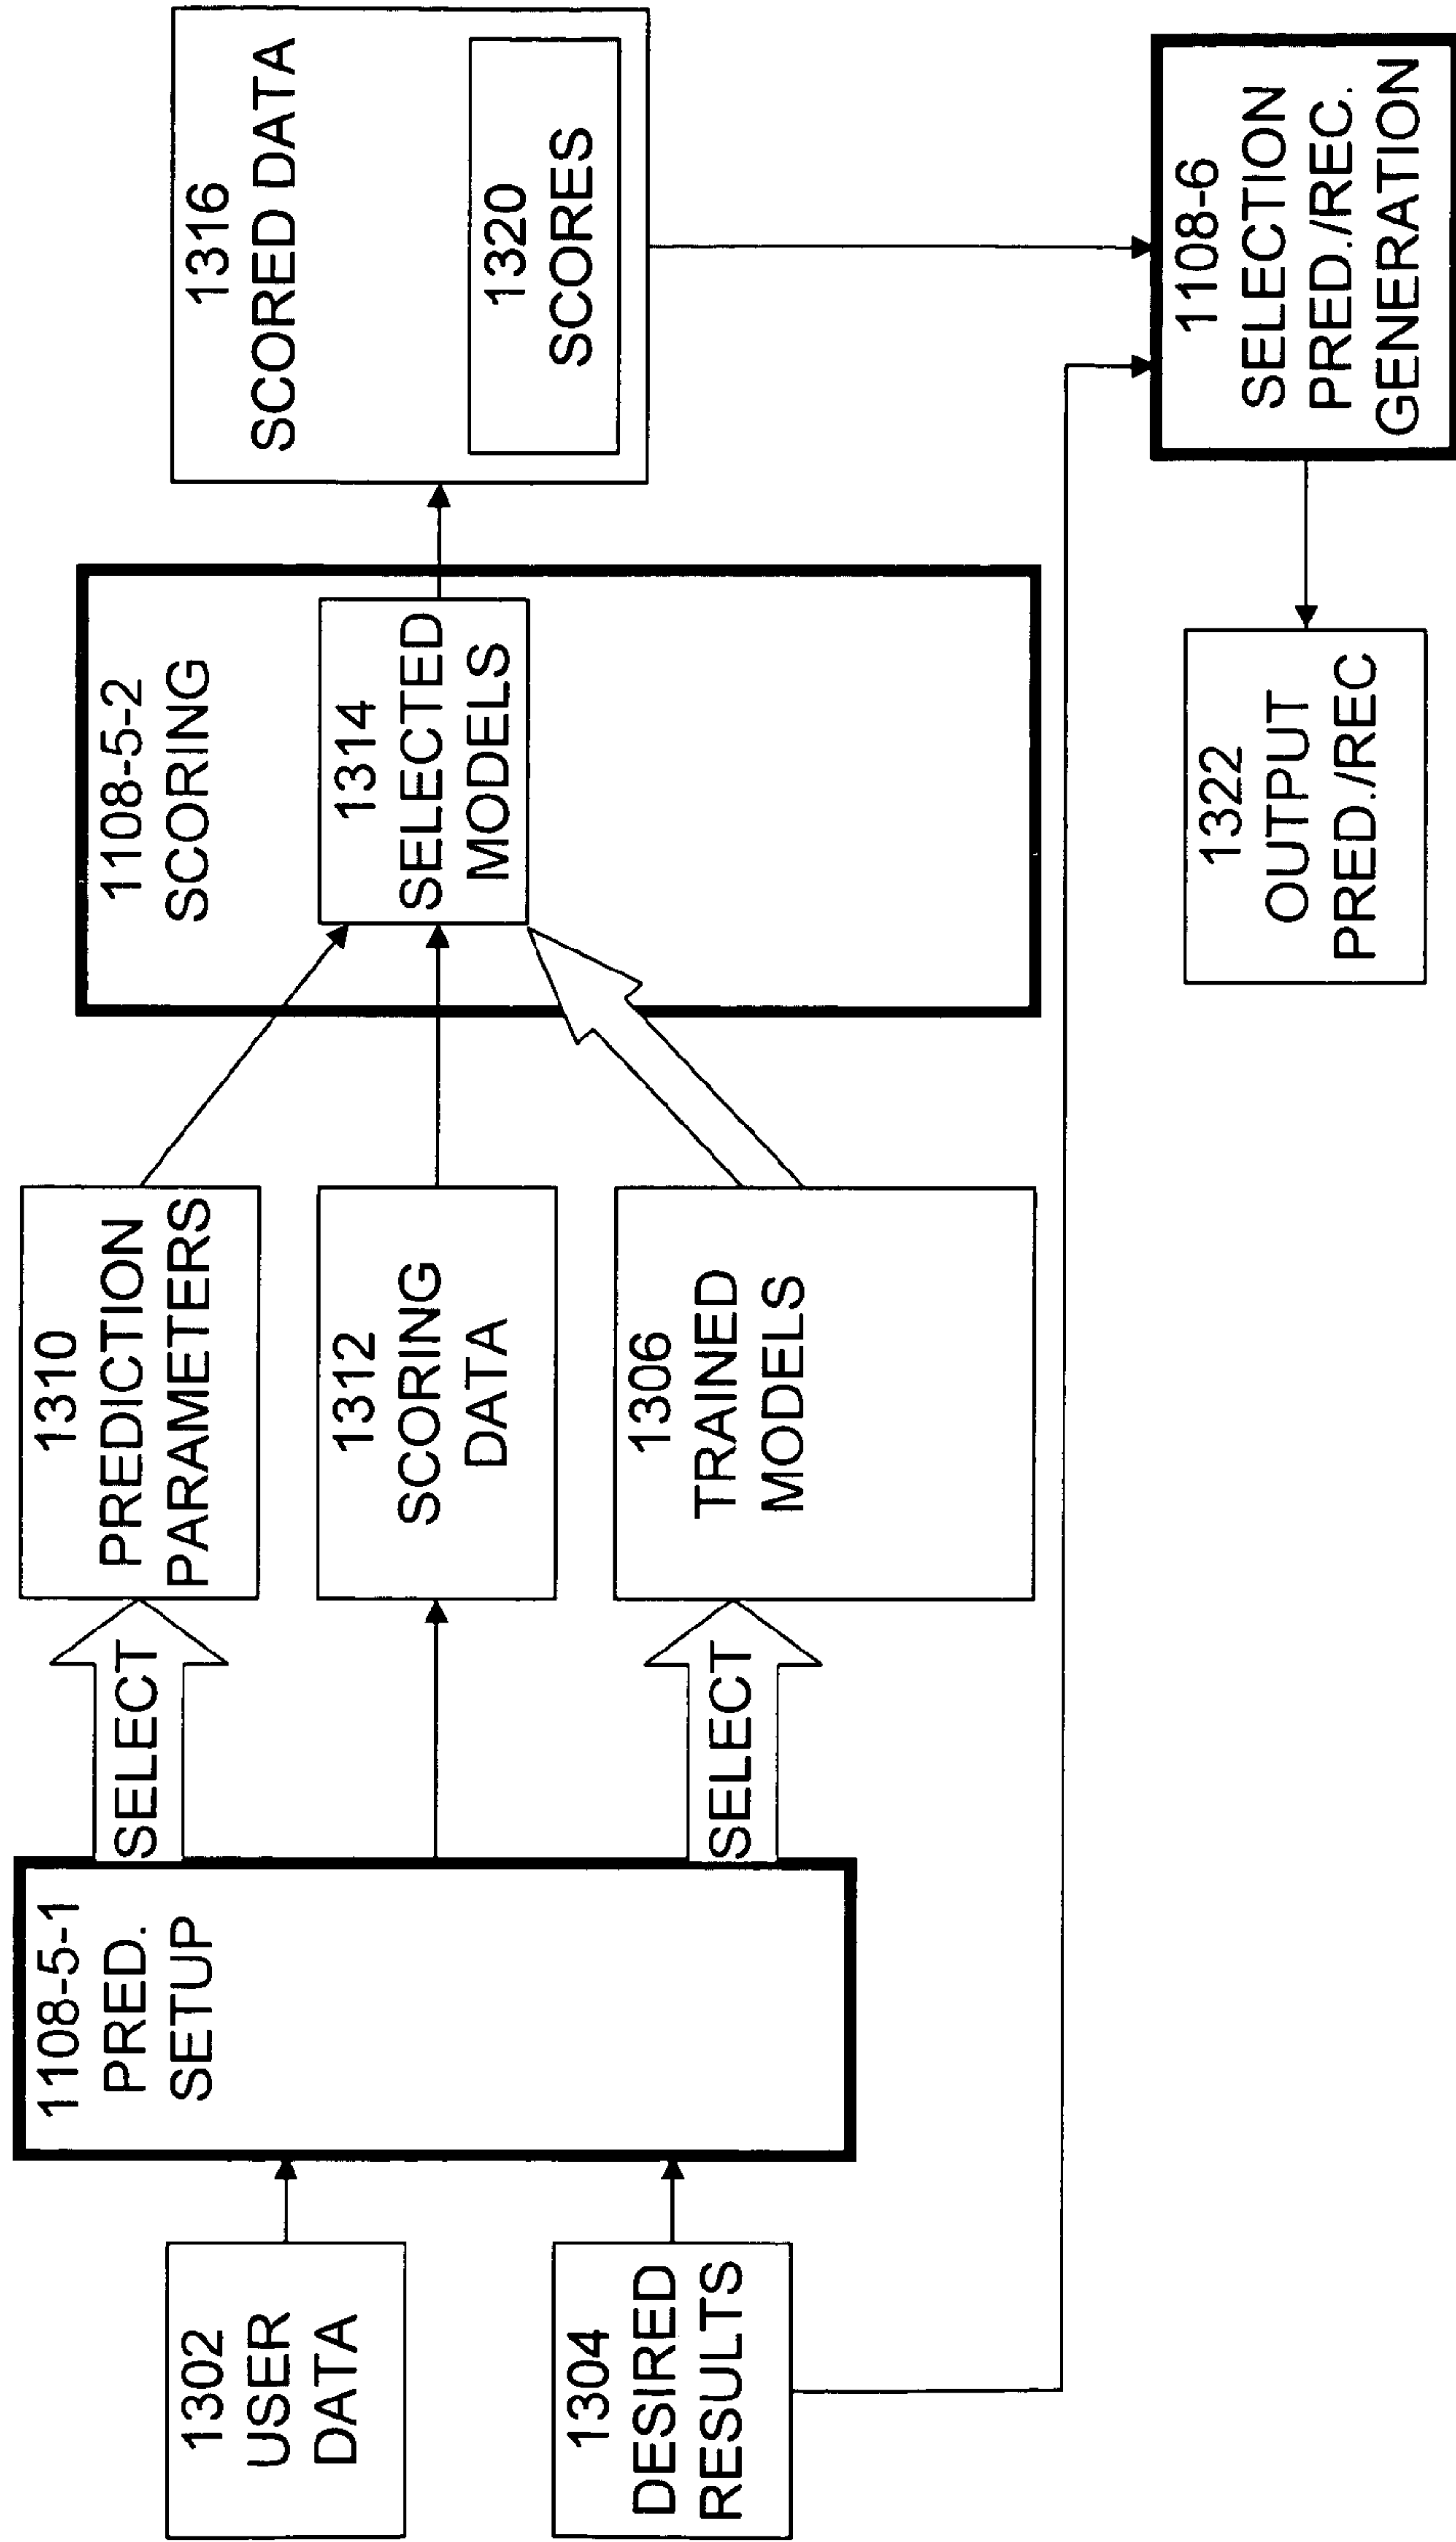 1302
USER
DATA
1304
DESIRED
RESULTS
1108-5-1
PRED.
SETUP
SELECT
SELECT
1310
PREDICTION
PARAMETERS
1312
SCORING
DATA
1306
TRAINED
MODELS
1108-5-2
SCORING
1314
SELECTED
MODELS
1316
SCORED DATA
1320
SCORES
1108-6
SELECTION
PRED./REC.
GENERATION
1322
OUTPUT
PRED./REC